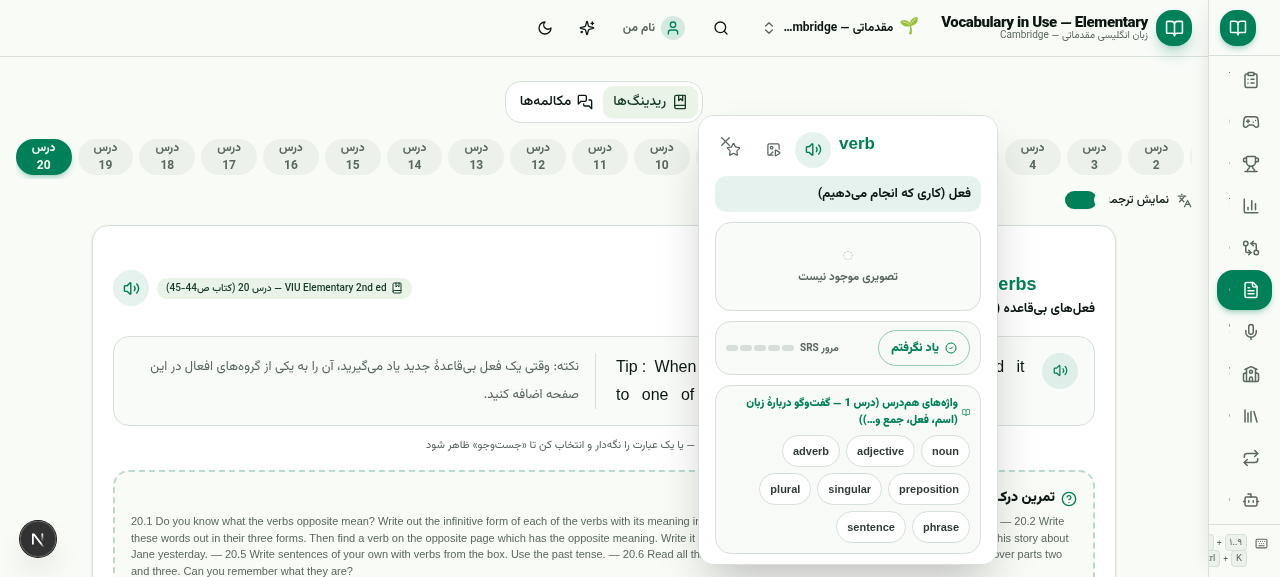 Vocabulary in Use — Elementary
زبان انگلیسی مقدماتی — Cambridge
مقدماتی — mbridge...
نام من
ریدینگ‌ها
مکالمه‌ها
درس 2
درس 3
درس 4
درس 10
درس 11
درس 12
درس 13
درس 14
درس 15
درس 16
درس 17
درس 18
درس 19
درس 20
نمایش ترجمه
verb
فعل (کاری که انجام می‌دهیم)
تصویری موجود نیست
یاد نگرفتم
مرور SRS
واژه‌های هم‌درس (درس 1 — گفت‌وگو دربارهٔ زبان
(اسم، فعل، جمع و…))
noun
adjective
adverb
preposition
singular
plural
phrase
sentence
erbs
فعل‌های بی‌قاعده (
VIU Elementary 2nd ed — درس 20 (کتاب ص44-45)
Tip : When
d it
to one of
نکته: وقتی یک فعل بی‌قاعدهٔ جدید یاد می‌گیرید، آن را به یکی از گروه‌های افعال در این
صفحه اضافه کنید.
— یا یک عبارت را نگه‌دار و انتخاب کن تا «جست‌وجو» ظاهر شود
تمرین درک
20.1 Do you know what the verbs opposite mean? Write out the infinitive form of each of the verbs with its meaning in
— 20.2 Write
these words out in their three forms. Then find a verb on the opposite page which has the opposite meaning. Write it
his story about
Jane yesterday. — 20.5 Write sentences of your own with verbs from the box. Use the past tense. — 20.6 Read all th
over parts two
and three. Can you remember what they are?
N
۱..۹
+
K
+
rl